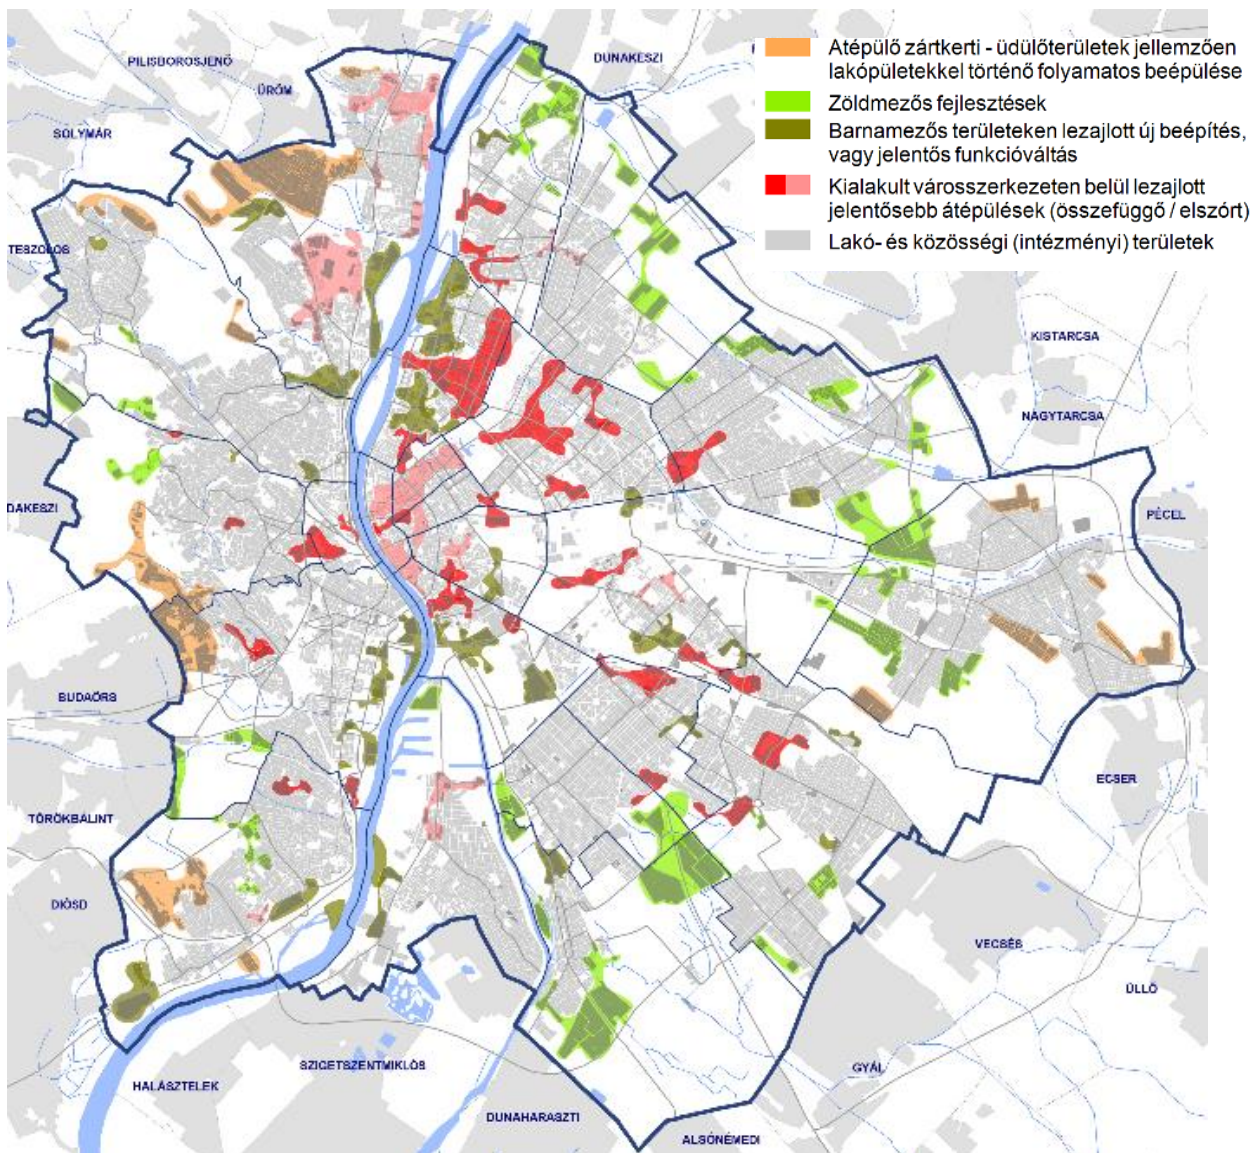 Atépülő zártkerti - üdülőterületek jellemzően
lakópületekkel történő folyamatos beépülése
Zöldmezős fejlesztések
Barnamezős területeken lezajlott új beépítés,
vagy jelentős funkcióváltás
Kialakult városszerkezeten belül lezajlott
jelentősebb átépülések (összefüggő / elszórt)
Lakó- és közösségi (intézményi) területek
PILISBOROSJENŐ
DUNAKESZI
ÜRÖM
SOLYMÁR
KISTARCSA
NAGYTARCSA
DAKESZI
PÉCEL
BUDAÖRS
ECSER
TÖRÖKBÁLINT
DIÓSD
VECSÉS
ÜLLŐ
SZIGETSZENTMIKLÓS
GYÁL
HALÁSZTELEK
DUNAHARASZTI
ALSÓNÉMEDI